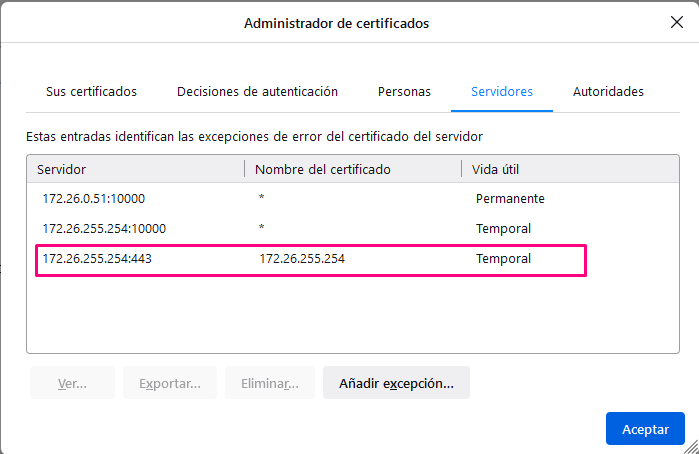 Administrador de certificados
Sus certificados Decisiones de autenticación Personas Servidores Autoridades
Estas entradas identifican las excepciones de error del certificado del servidor
Servidor Nombre del certificado Vida útil
172.26.0.51:10000 * Permanente
172.26.255.254:10000 * Temporal
172.26.255.254:443 172.26.255.254 Temporal
Ver... Exportar... Eliminar... Añadir excepción...
Aceptar